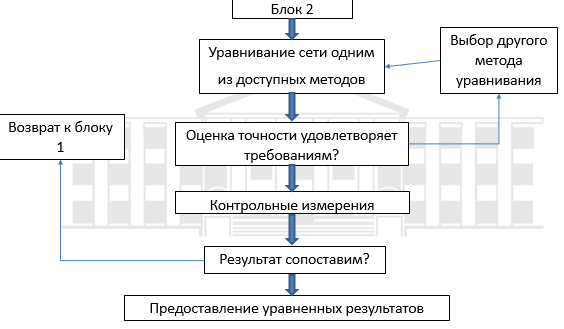 Блок 2
Уравнивание сети одним
из доступных методов
Выбор другого
метода
уравнивания
Возврат к блоку
1
Оценка точности удовлетворяет
требованиям?
Контрольные измерения
Результат сопоставим?
Предоставление уравненных результатов